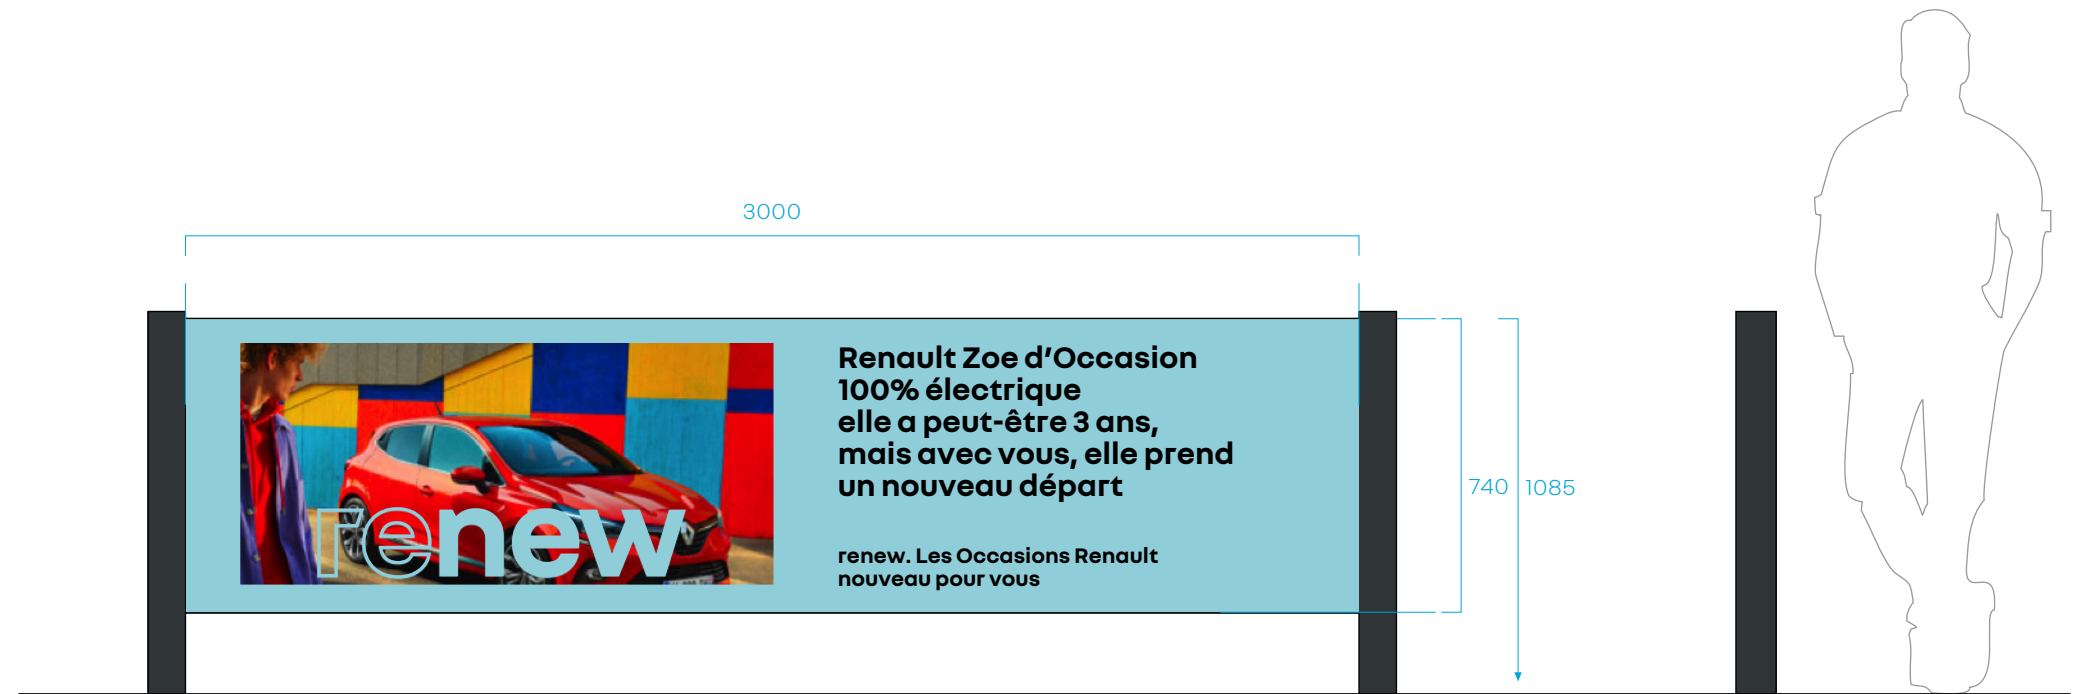 3000
renew
Renault Zoe d’Occasion
100% électrique
elle a peut-être 3 ans,
mais avec vous, elle prend
un nouveau départ
renew. Les Occasions Renault
nouveau pour vous
740
1085